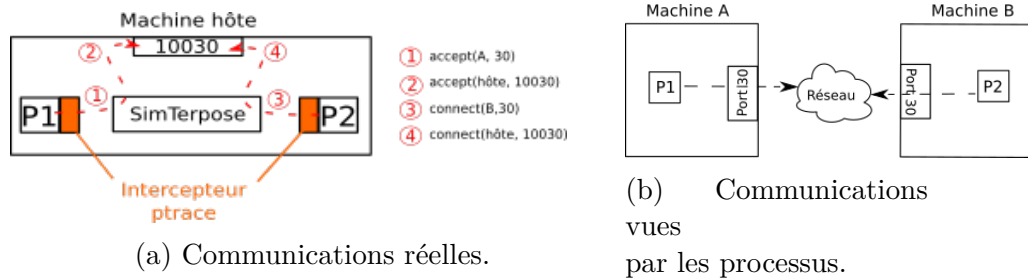 Machine hôte
10030
2
4
1
3
P1
SimTerpose
P2
Intercepteur
ptrace
1 accept(A, 30)
2 accept(hôte, 10030)
3 connect(B,30)
4 connect(hôte, 10030)
(a) Communications réelles.
Machine A
Machine B
P1
Port l30
Réseau
Port 30
P2
(b) Communications
vues
par les processus.